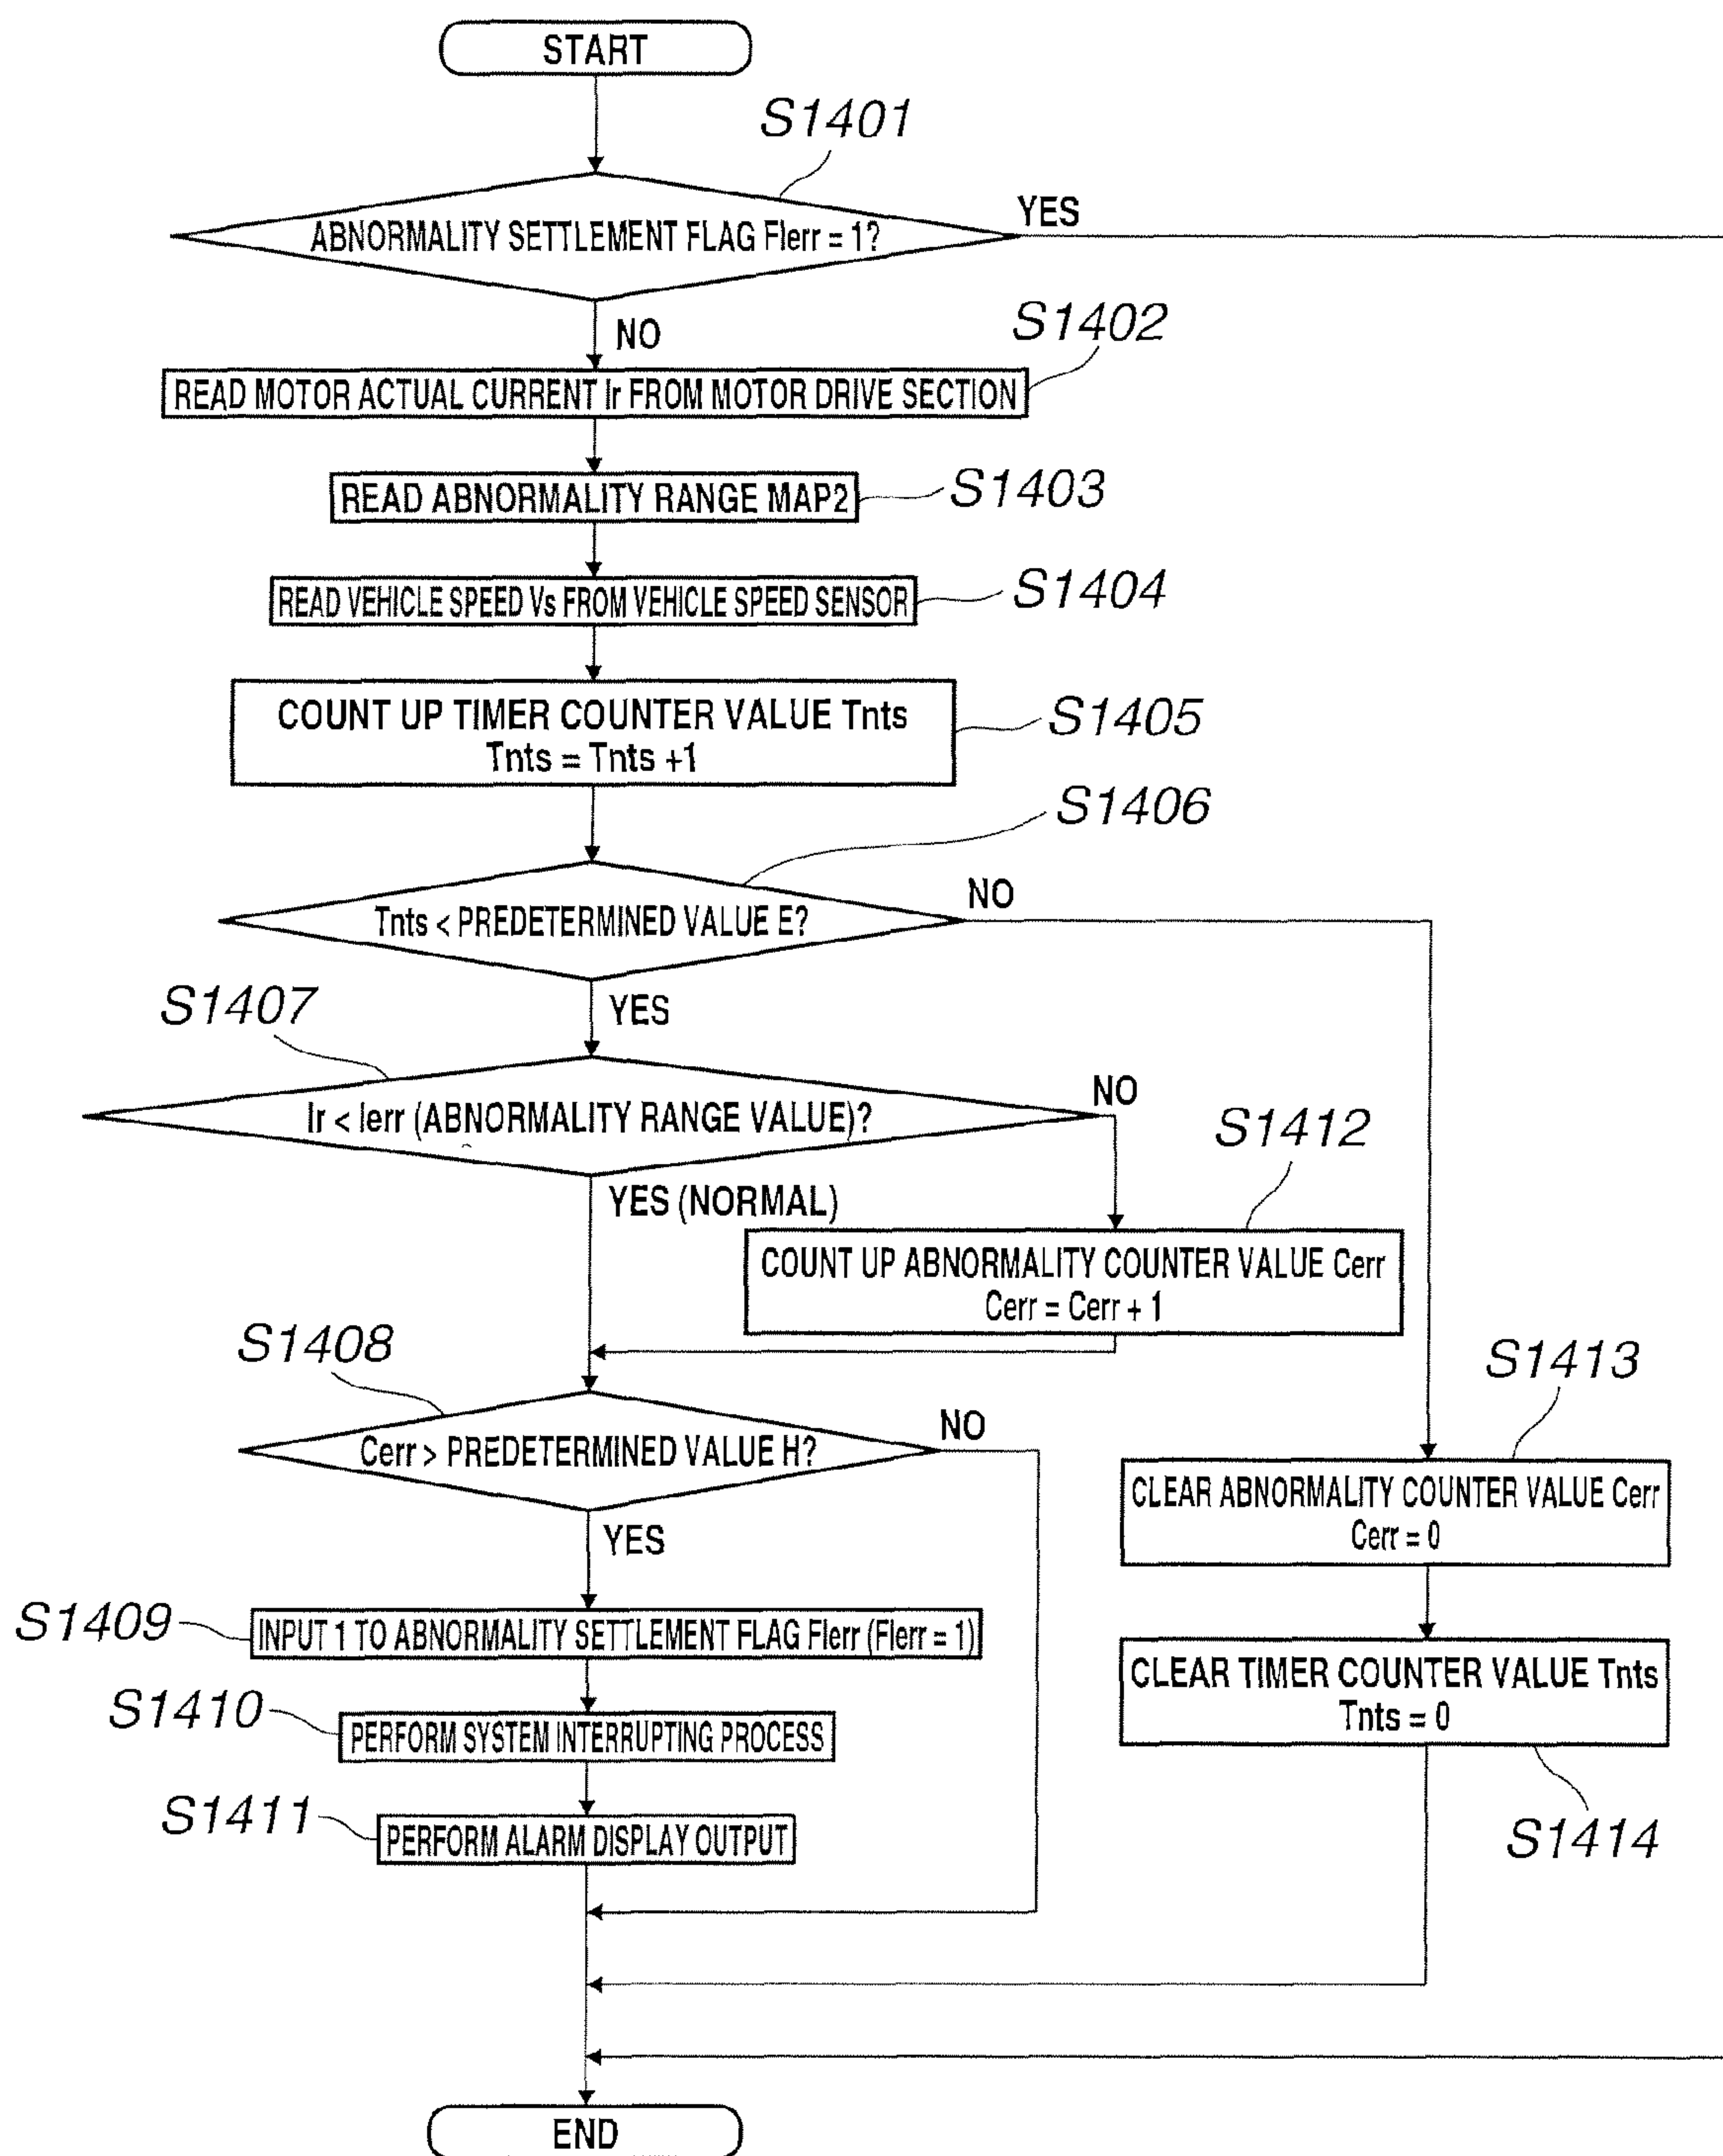 START
S1401
ABNORMALITY SETTLEMENT FLAG Flerr = 1?
YES
NO
S1402
READ MOTOR ACTUAL CURRENT Ir FROM MOTOR DRIVE SECTION
READ ABNORMALITY RANGE MAP2
S1403
READ VEHICLE SPEED Vs FROM VEHICLE SPEED SENSOR
S1404
COUNT UP TIMER COUNTER VALUE Tnts
Tnts = Tnts +1
S1405
S1406
Tnts < PREDETERMINED VALUE E?
NO
YES
S1407
Ir < Ierr (ABNORMALITY RANGE VALUE)?
NO
YES (NORMAL)
S1412
COUNT UP ABNORMALITY COUNTER VALUE Cerr
Cerr = Cerr + 1
S1408
Cerr > PREDETERMINED VALUE H?
NO
YES
S1413
CLEAR ABNORMALITY COUNTER VALUE Cerr
Cerr = 0
S1409
INPUT 1 TO ABNORMALITY SETTLEMENT FLAG Flerr (Flerr = 1)
CLEAR TIMER COUNTER VALUE Tnts
Tnts = 0
S1410
PERFORM SYSTEM INTERRUPTING PROCESS
S1411
PERFORM ALARM DISPLAY OUTPUT
S1414
END